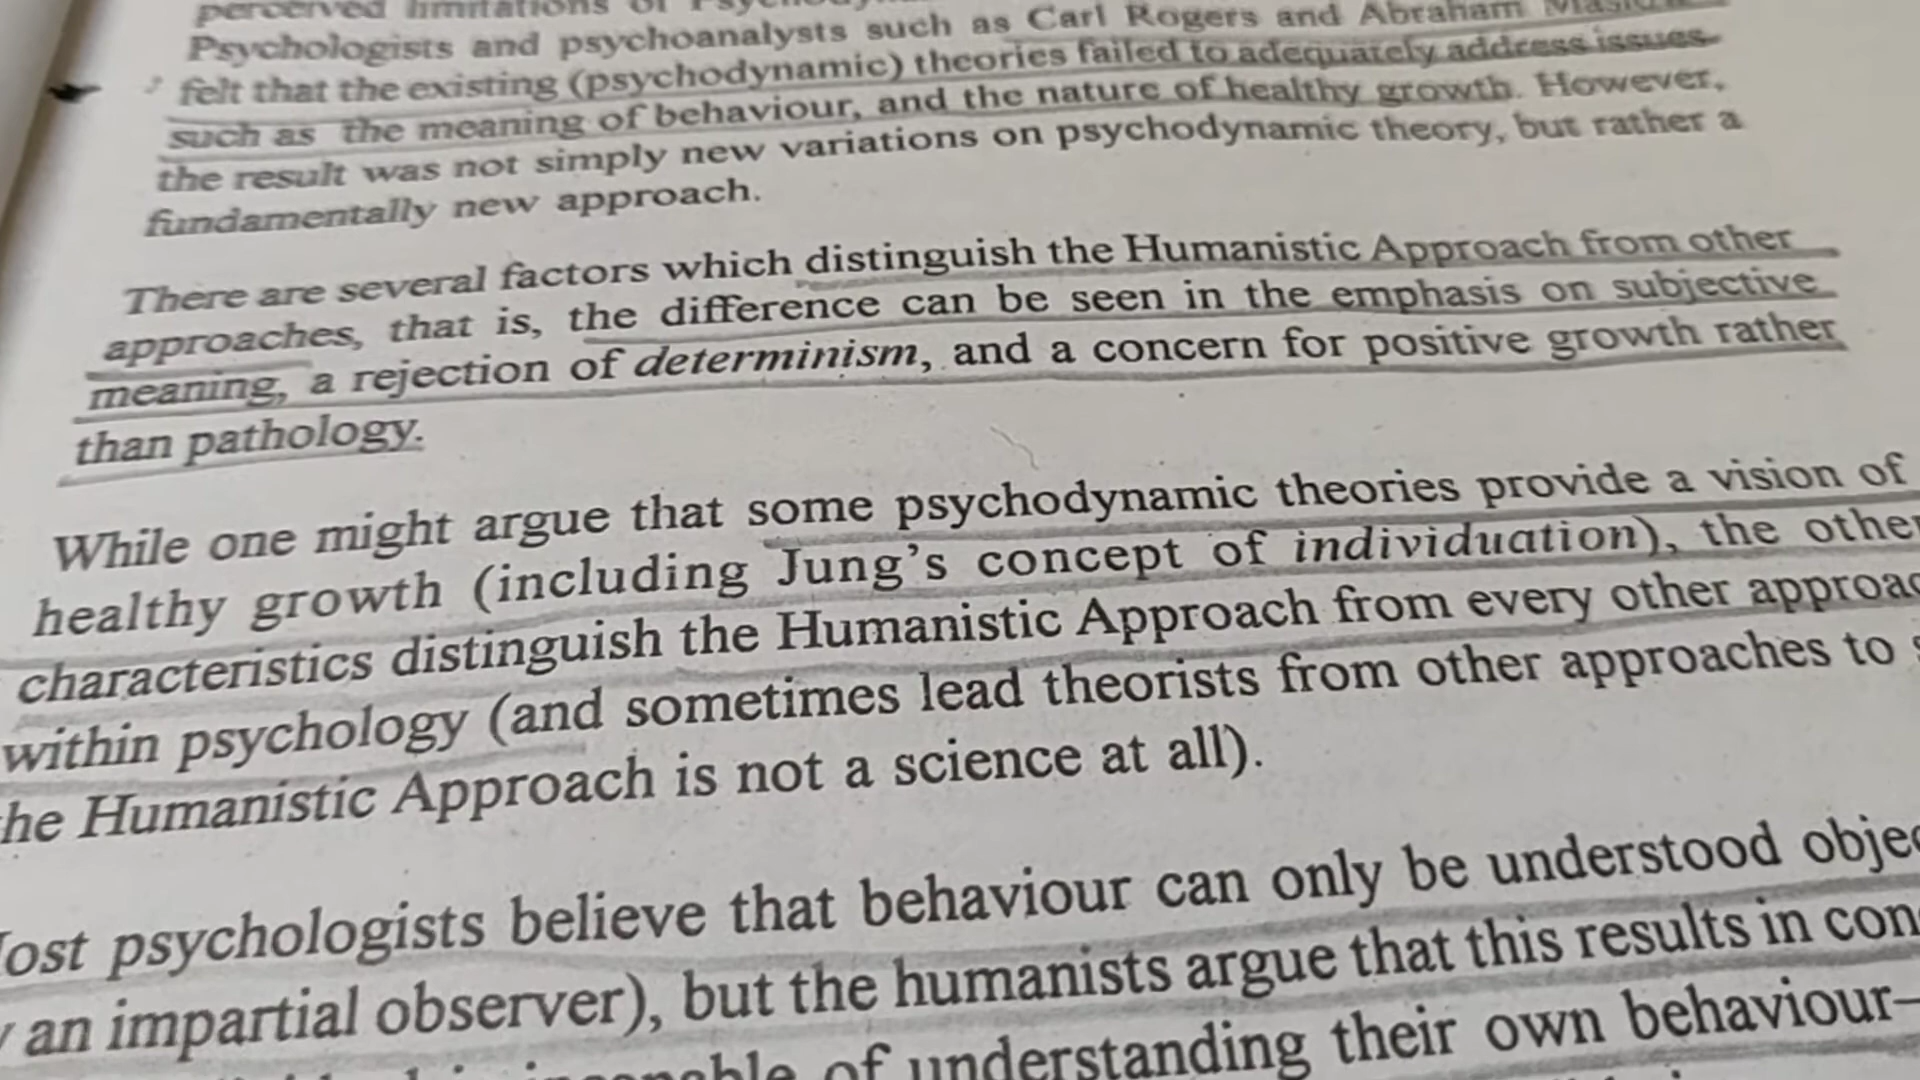 perceived limitations of
Psychologists and psychoanalysts such as Carl Rogers and Abraham
felt that the existing (psychodynamic) theories failed to adequately address issues
such as the meaning of behaviour, and the nature of healthy growth. However,
the result was not simply new variations on psychodynamic theory, but rather a
fundamentally new approach.
There are several factors which distinguish the Humanistic Approach from other
approaches, that is, the difference can be seen in the emphasis on subjective
meaning, a rejection of determinism, and a concern for positive growth rather
than pathology.
While one might argue that some psychodynamic theories provide a vision of
healthy growth (including Jung's concept of individuation), the other
characteristics distinguish the Humanistic Approach from every other approac
within psychology (and sometimes lead theorists from other approaches to
he Humanistic Approach is not a science at all).
ost psychologists believe that behaviour can only be understood objec
an impartial observer), but the humanists argue that this results in con
of understanding their own behaviour—